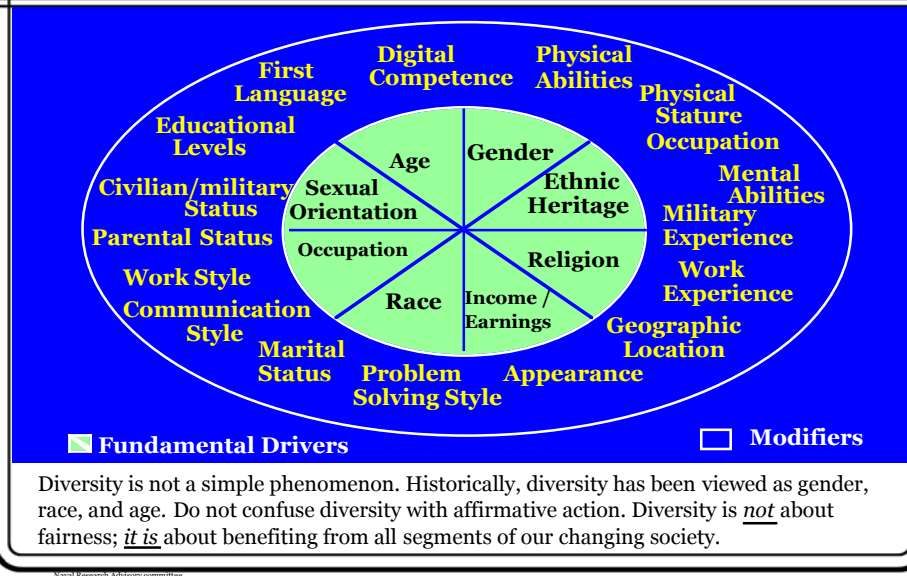 Digital
Competence
Physical
Abilities
First
Language
Physical
Stature
Occupation
Educational
Levels
Mental
Abilities
Civilian/military
Status
Military
Experience
Parental Status
Work
Experience
Work Style
Communication
Style
Geographic
Location
Marital
Status
Problem
Solving Style
Appearance
Age
Gender
Sexual
Orientation
Ethnic
Heritage
Occupation
Religion
Race
Income /
Earnings
Fundamental Drivers
Modifiers
Diversity is not a simple phenomenon. Historically, diversity has been viewed as gender,
race, and age. Do not confuse diversity with affirmative action. Diversity is not about
fairness; it is about benefiting from all segments of our changing society.
Naval Research Advisory committee